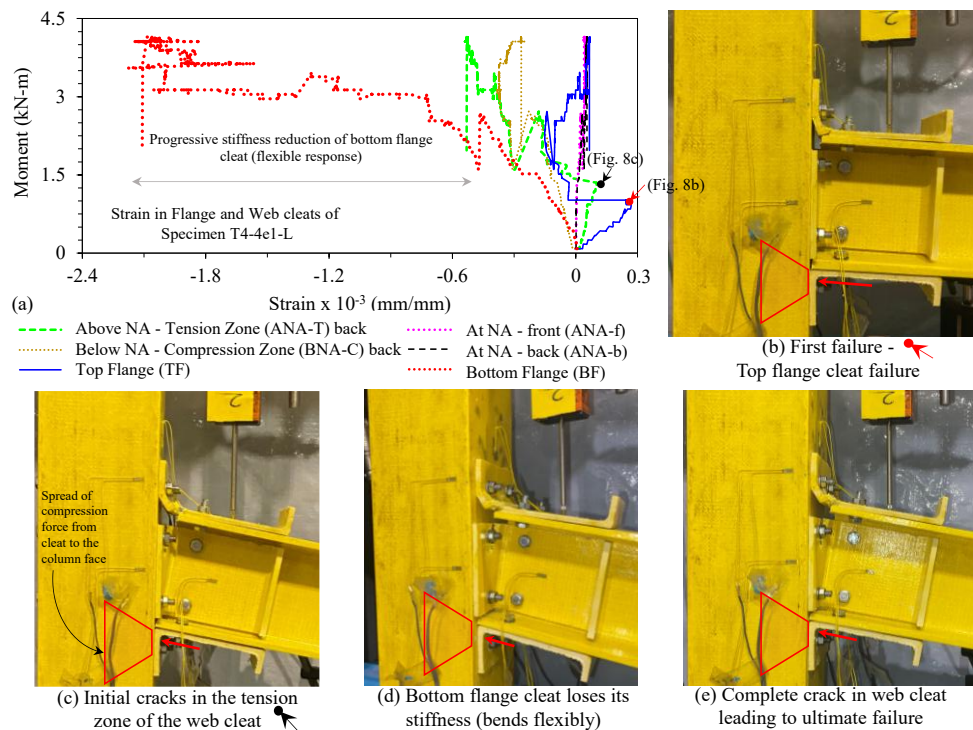 4.5
3
1.5
0
Moment (kN-m)
Progressive stiffness reduction of bottom flange
cleat (flexible response)
(Fig. 8c)
(Fig. 8b)
Strain in Flange and Web cleats of
Specimen T4-4e1-L
-2.4
-1.8
-1.2
-0.6
0
0.3
(a)
Strain x 10⁻³ (mm/mm)
Above NA - Tension Zone (ANA-T) back
At NA - front (ANA-f)
Below NA - Compression Zone (BNA-C) back
At NA - back (ANA-b)
Top Flange (TF)
Bottom Flange (BF)
2
(b) First failure -
Top flange cleat failure
2
Spread of
compression
force from
cleat to the
column face
(c) Initial cracks in the tension
zone of the web cleat
2
(d) Bottom flange cleat loses its
stiffness (bends flexibly)
2
(e) Complete crack in web cleat
leading to ultimate failure